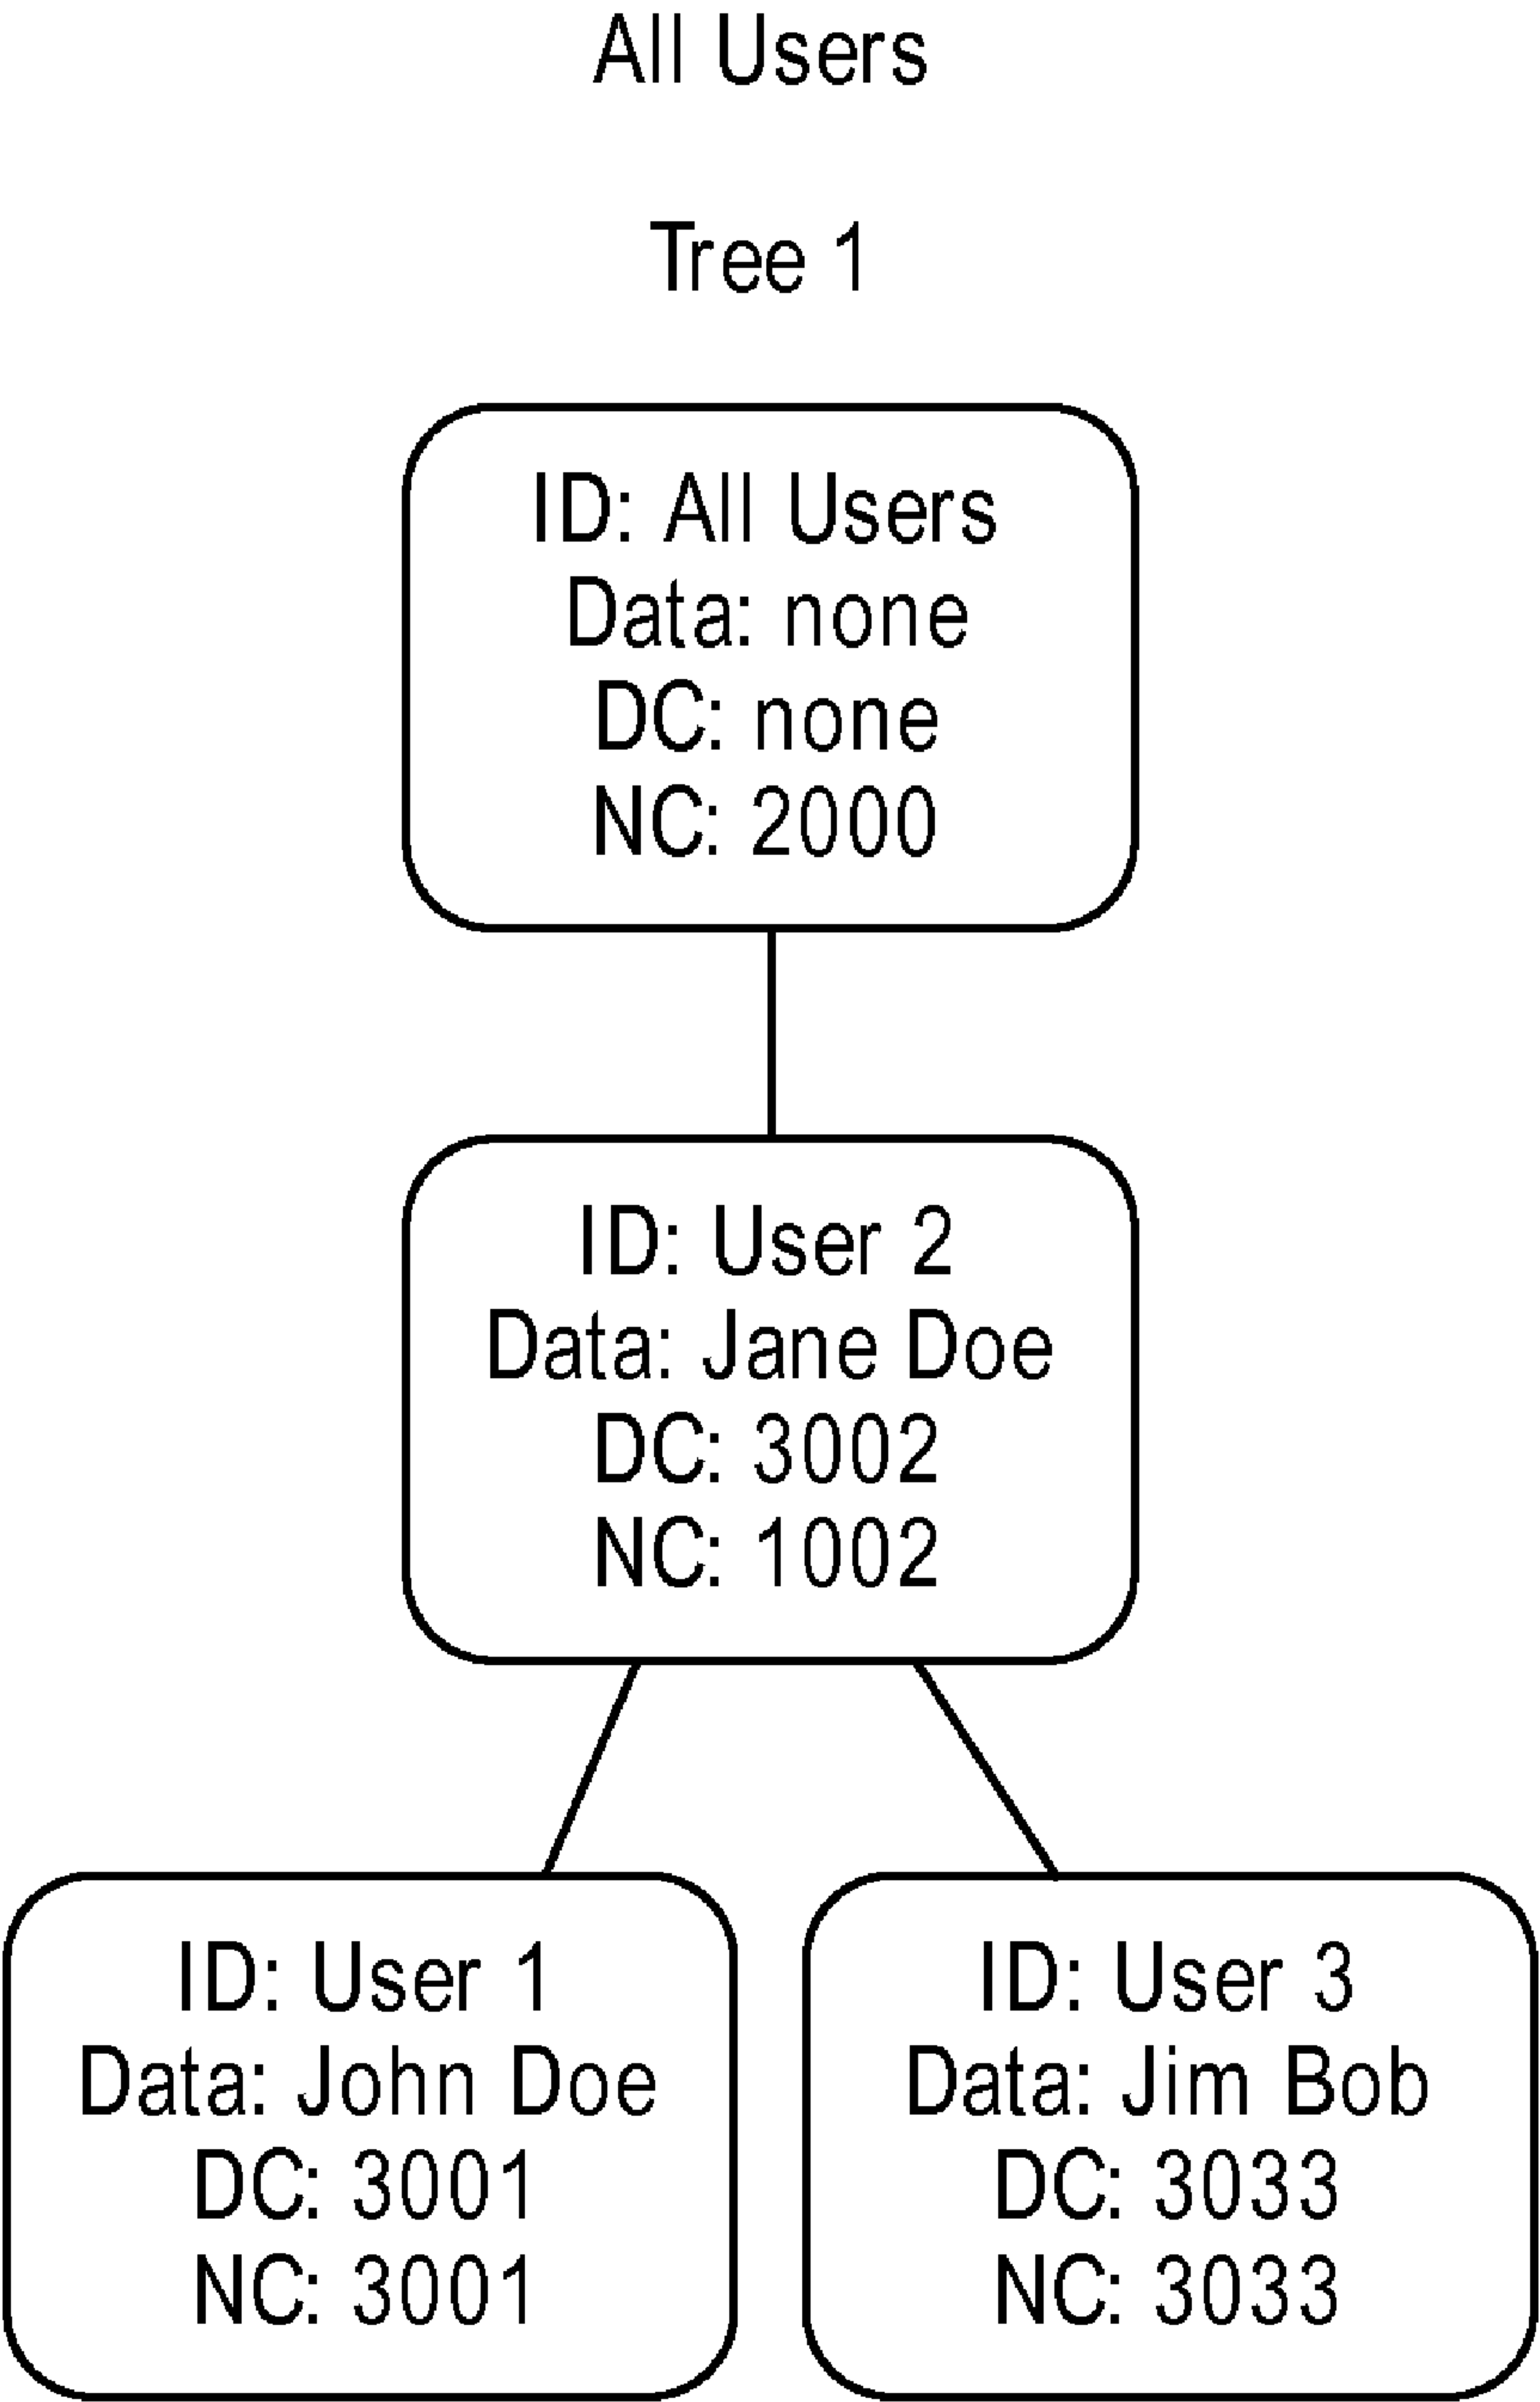 All Users
Tree 1
ID: All Users
Data: none
DC: none
NC: 2000
ID: User 2
Data: Jane Doe
DC: 3002
NC: 1002
ID: User 1
Data: John Doe
DC: 3001
NC: 3001
ID: User 3
Data: Jim Bob
DC: 3033
NC: 3033